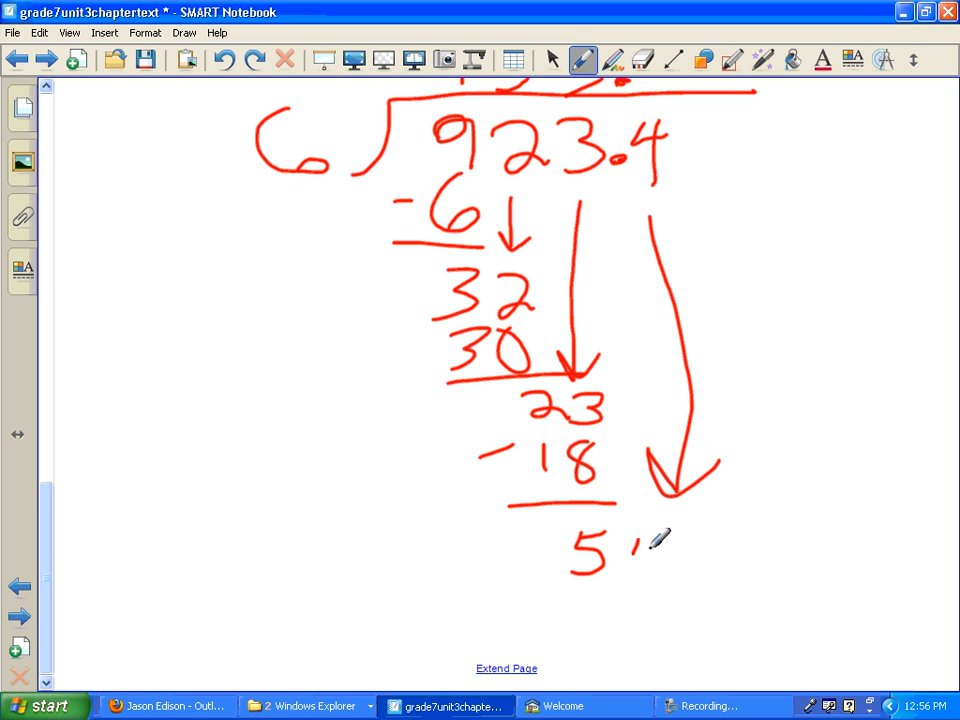 grade7unit3chaptertext * - SMART Notebook
File Edit View Insert Format Draw Help
6 923.4
-6
32
30
23
-18
5
Extend Page
start Jason Edison - Outl... 2 Windows Explorer grade7unit3chapterte... Welcome Recording... 12:56 PM